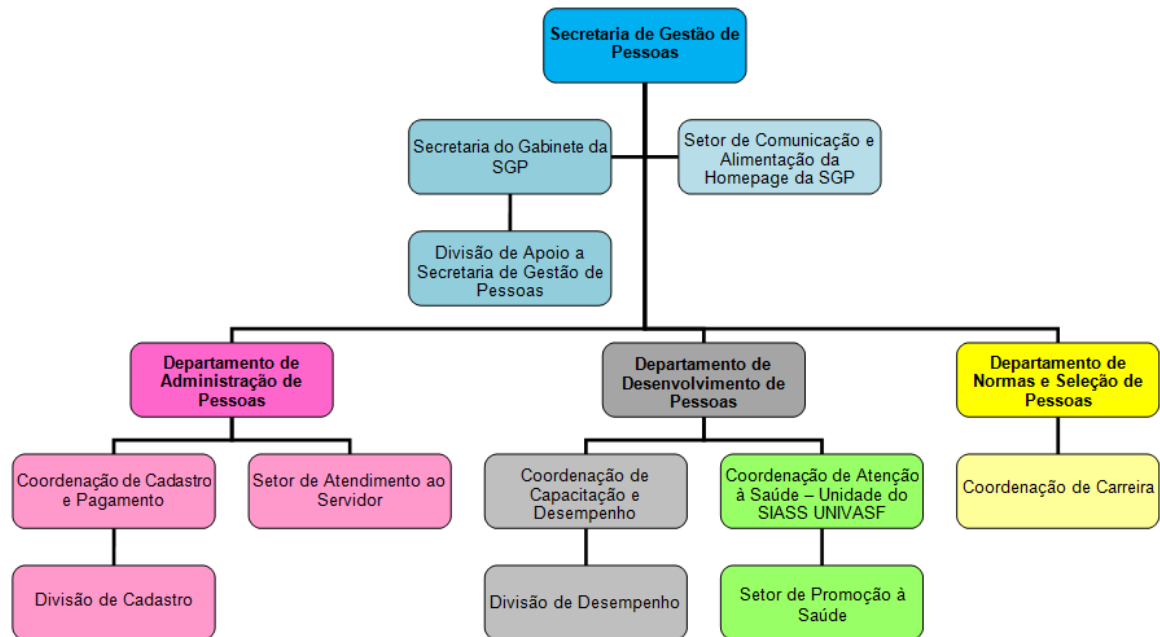 Secretaria de Gestão de
Pessoas
Secretaria do Gabinete da
SGP
Setor de Comunicação e
Alimentação da
Homepage da SGP
Divisão de Apoio a
Secretaria de Gestão de
Pessoas
Departamento de
Administração de
Pessoas
Departamento de
Desenvolvimento de
Pessoas
Departamento de
Normas e Seleção de
Pessoas
Coordenação de Cadastro
e Pagamento
Setor de Atendimento ao
Servidor
Coordenação de
Capacitação e
Desempenho
Coordenação de Atenção
à Saúde – Unidade do
SIASS UNIVASF
Coordenação de Carreira
Divisão de Cadastro
Divisão de Desempenho
Setor de Promoção à
Saúde